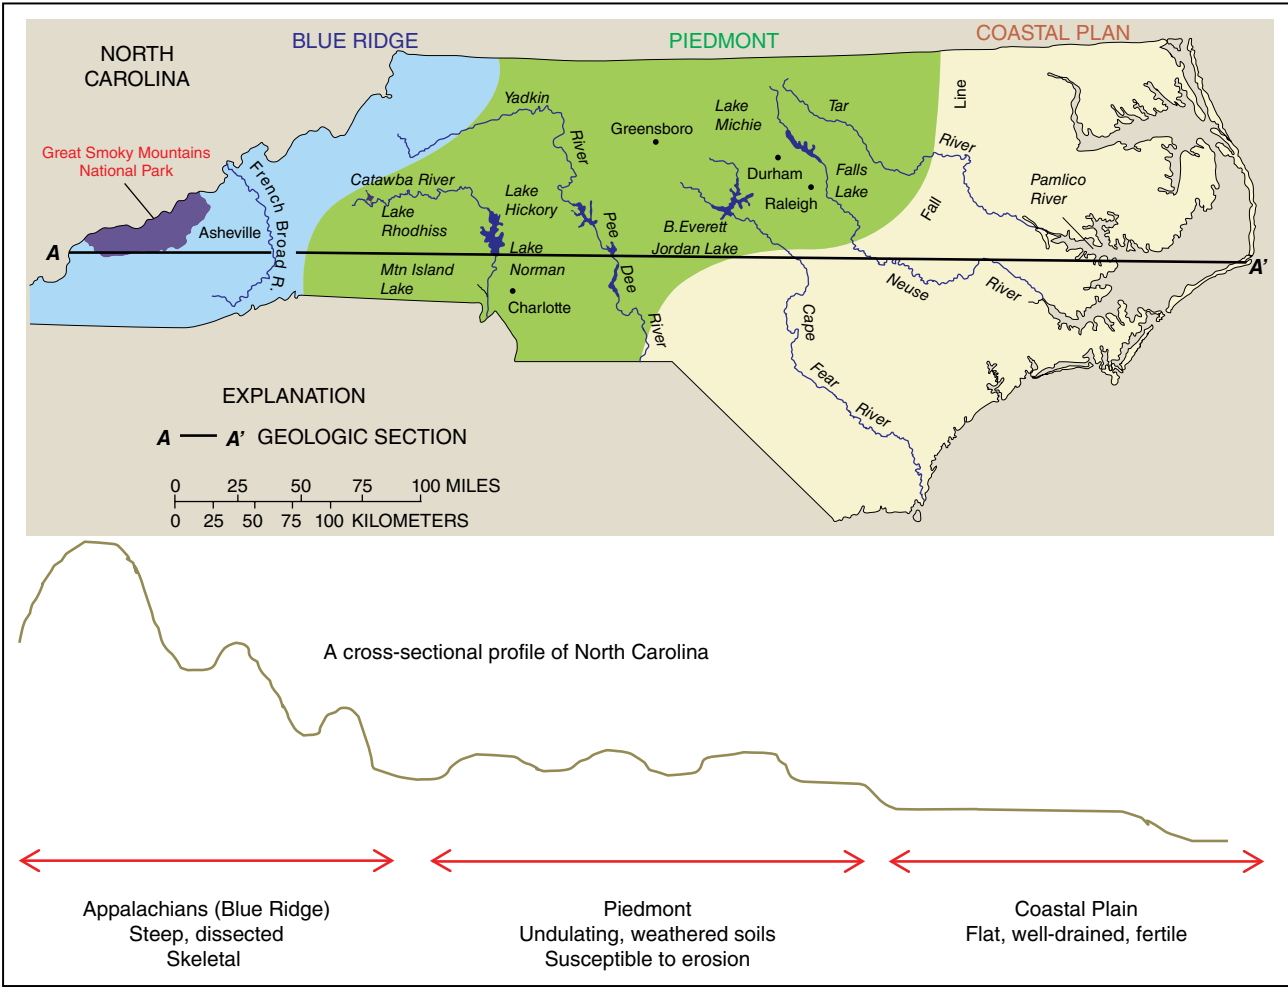 NORTH
CAROLINA
BLUE RIDGE
PIEDMONT
COASTAL PLAN
Great Smoky Mountains
National Park
French Broad R.
Asheville
Yadkin
River
Pee
Dee
River
Catawba River
Lake
Rhodhiss
Lake
Hickory
Lake
Norman
Mtn Island
Lake
Charlotte
Greensboro
Lake
Michie
Durham
Raleigh
Falls
Lake
B.Everett
Jordan Lake
Tar
River
Fall
Line
Pamlico
River
Neuse
River
Cape
Fear
River
A
A'
EXPLANATION
A A' GEOLOGIC SECTION
0 25 50 75 100 MILES
0 25 50 75 100 KILOMETERS
A cross-sectional profile of North Carolina
Appalachians (Blue Ridge)
Steep, dissected
Skeletal
Piedmont
Undulating, weathered soils
Susceptible to erosion
Coastal Plain
Flat, well-drained, fertile